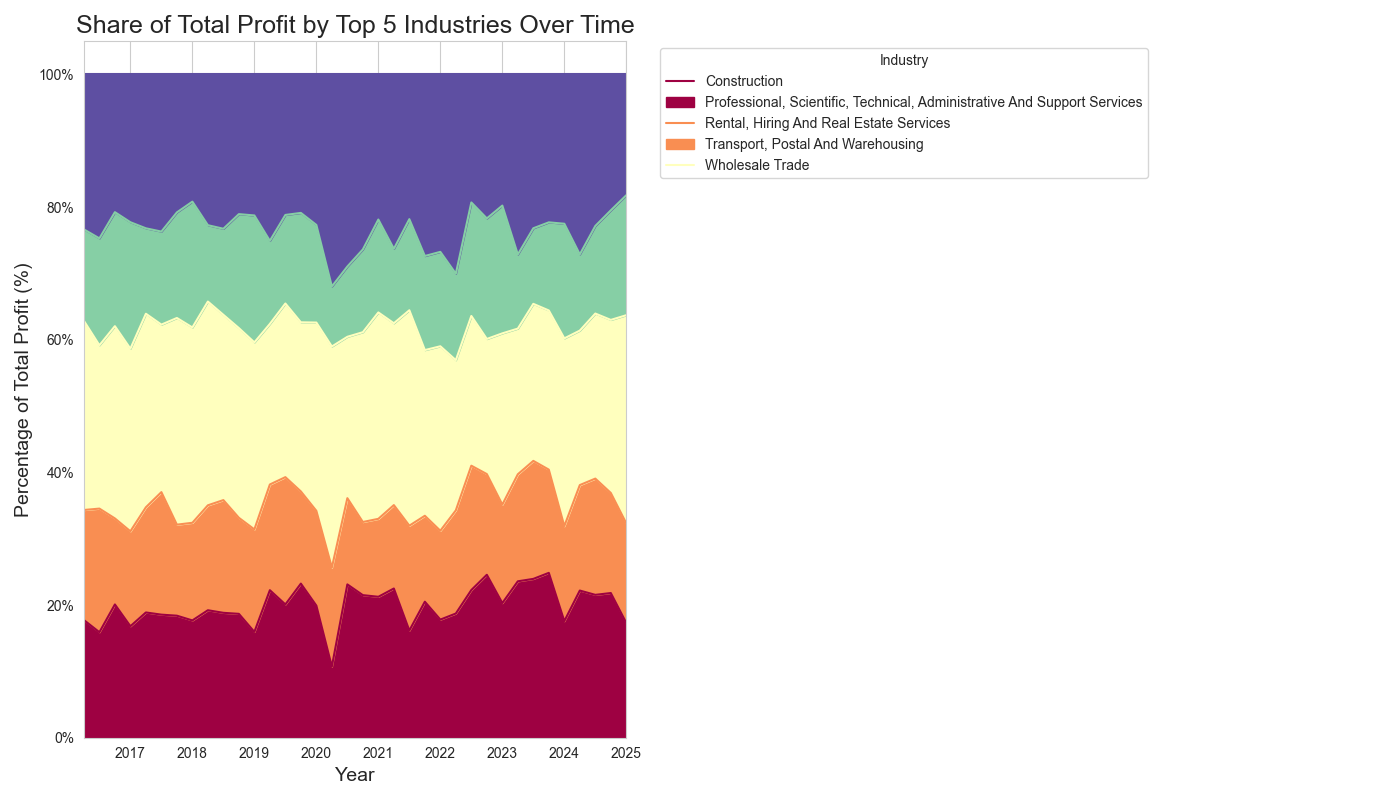 Share of Total Profit by Top 5 Industries Over Time
Industry
Construction
Professional, Scientific, Technical, Administrative And Support Services
Rental, Hiring And Real Estate Services
Transport, Postal And Warehousing
Wholesale Trade
Percentage of Total Profit (%)
100%
80%
60%
40%
20%
0%
2017 2018 2019 2020 2021 2022 2023 2024 2025
Year